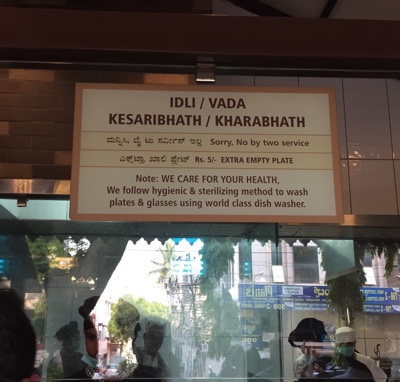 IDLI / VADA
KESARIBHATH / KHARABHATH
ಮನ್ನಿಸಿ, ಬೈ ಟು ಸರ್ವೀಸ್ ಇಲ್ಲ Sorry, No by two service
ಎಕ್ಸ್‌ಟ್ರಾ ಖಾಲಿ ಪ್ಲೇಟ್ Rs. 5/- EXTRA EMPTY PLATE
Note: WE CARE FOR YOUR HEALTH,
We follow hygienic & sterilizing method to wash
plates & glasses using world class dish washer.